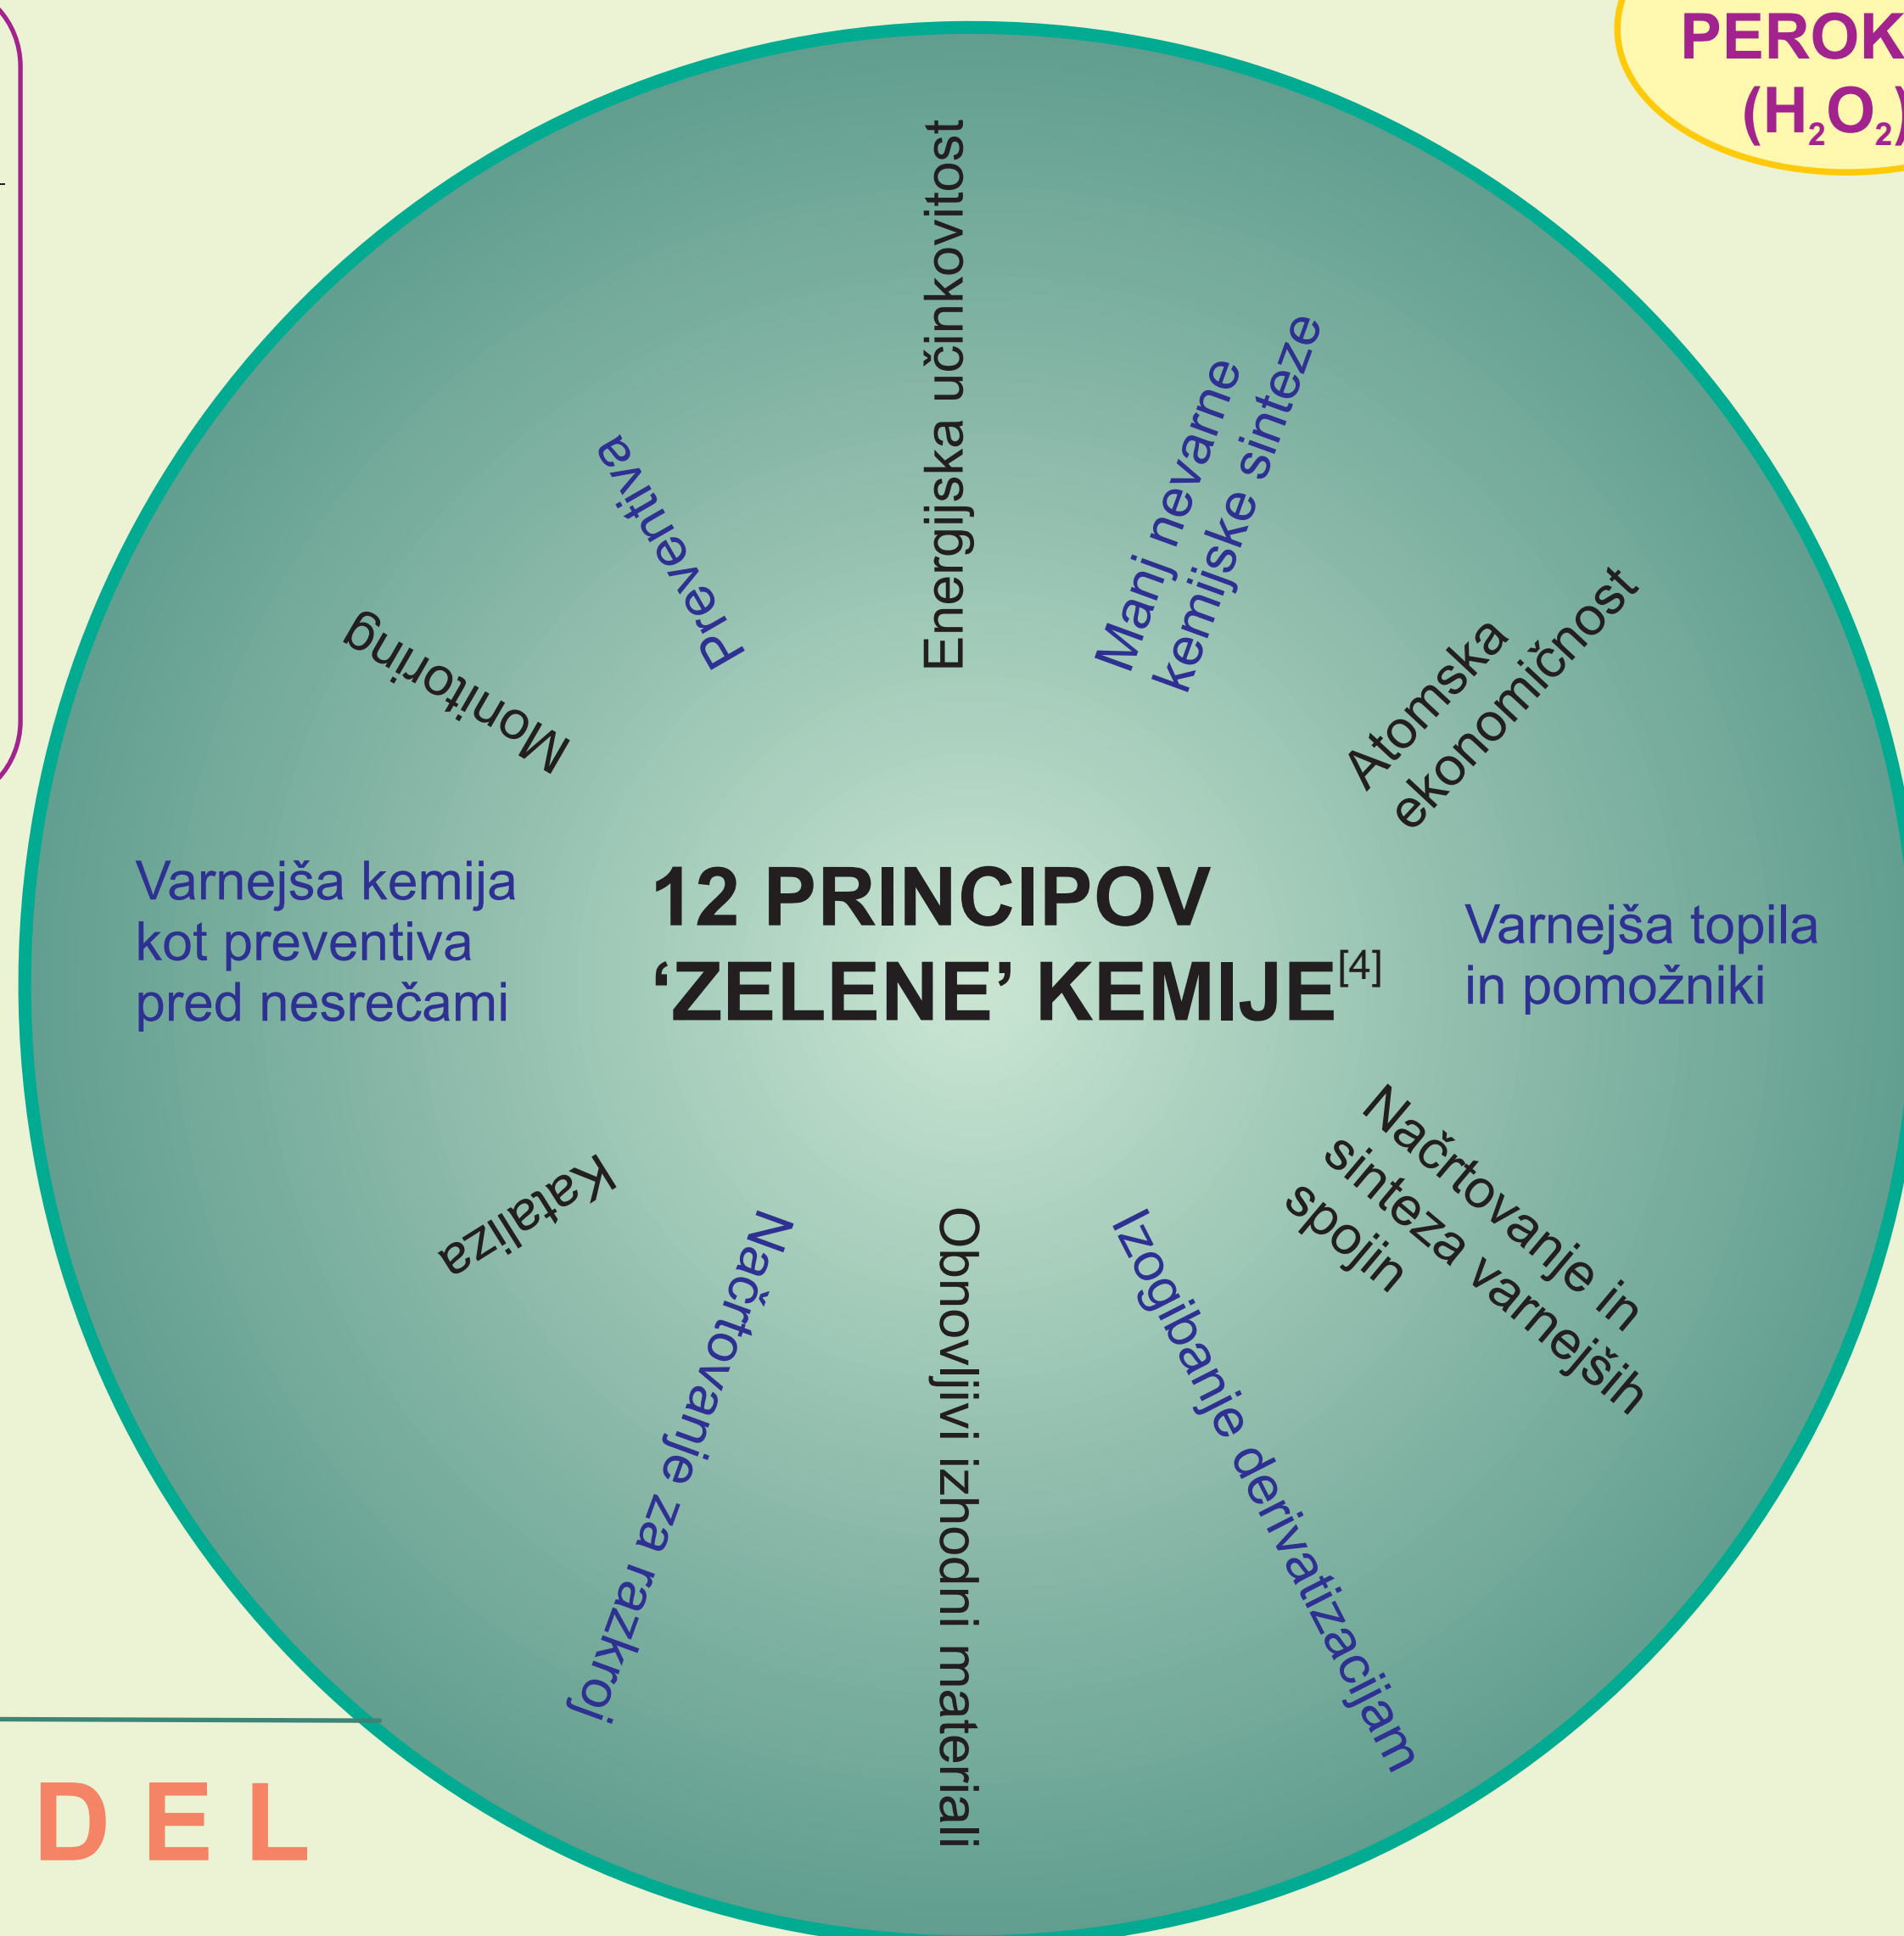 PEROK
(H₂O₂)
Energijska učinkovitost
Manj nevarne
kemijske sinteze
Atomska
ekonomičnost
Varnejša topila
in pomožniki
Načrtovanje in
sinteza varnejših
spojin
Izogibanje derivatizacijam
Obnovljivi izhodni materiali
Načrtovanje za razkroj
Kataliza
Varnejša kemija
kot preventiva
pred nesrečami
Monitoring
Preventiva
12 PRINCIPOV
‘ZELENE’ KEMIJE[4]
DEL